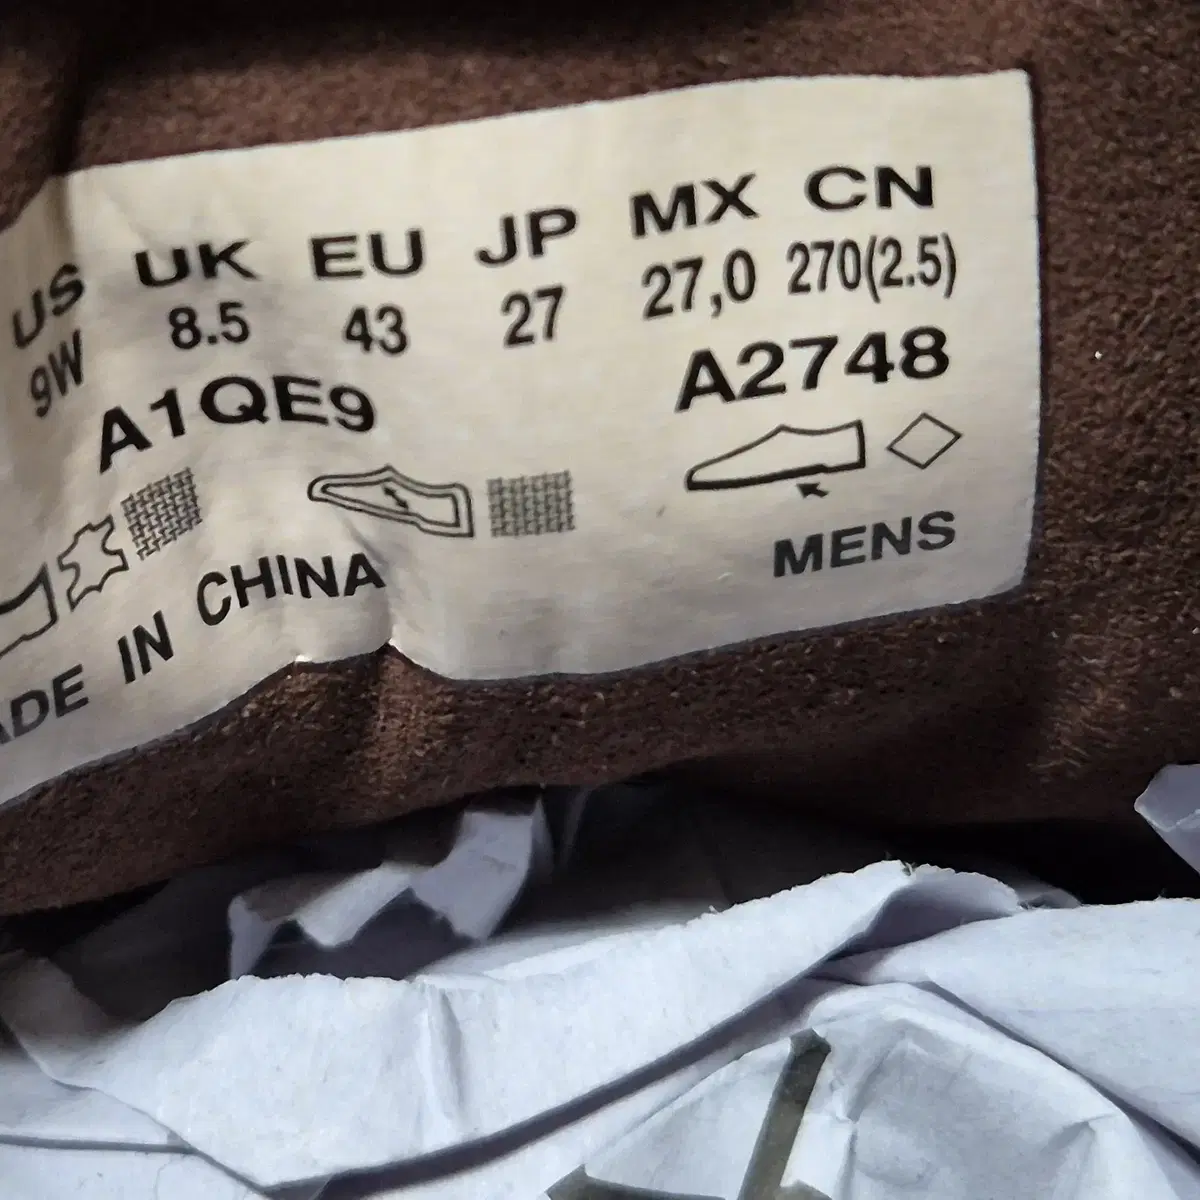 US UK EU JP MX CN
9W 8.5 43 27 27,0 270(2.5)
A1QE9 A2748
MENS
ADE IN CHINA